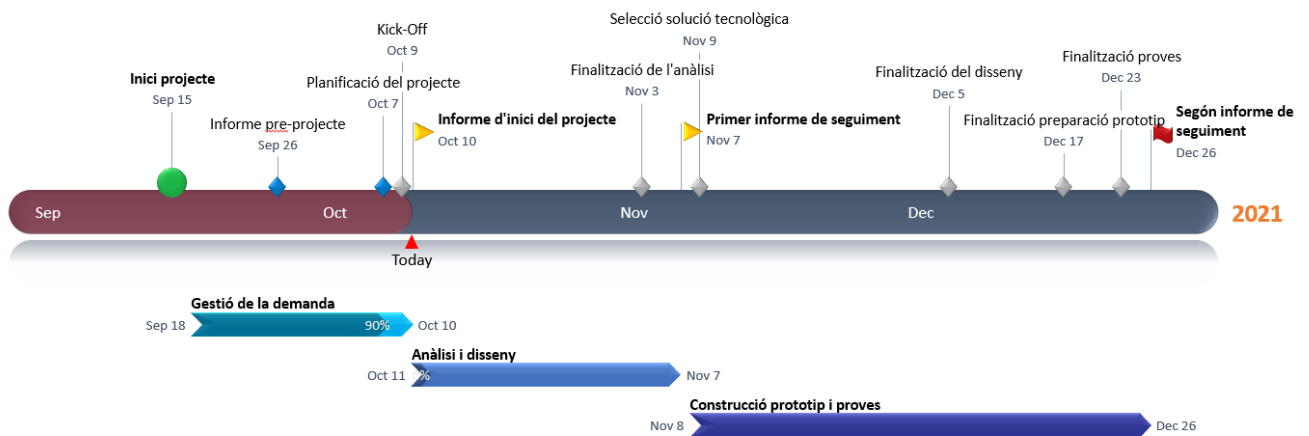 Selecció solució tecnològica
Nov 9
Kick-Off
Oct 9
Finalització proves
Dec 23
Finalització de l'anàlisi
Nov 3
Finalització del disseny
Dec 5
Inici projecte
Sep 15
Planificació del projecte
Oct 7
Informe pre-projecte
Sep 26
Informe d'inici del projecte
Oct 10
Primer informe de seguiment
Nov 7
Finalització preparació prototip
Dec 17
Segón informe de
seguiment
Dec 26
Sep
Oct
Nov
Dec
2021
Today
Gestió de la demanda
Sep 18
90%
Oct 10
Anàlisi i disseny
Oct 11
%
Nov 7
Construcció prototip i proves
Nov 8
Dec 26